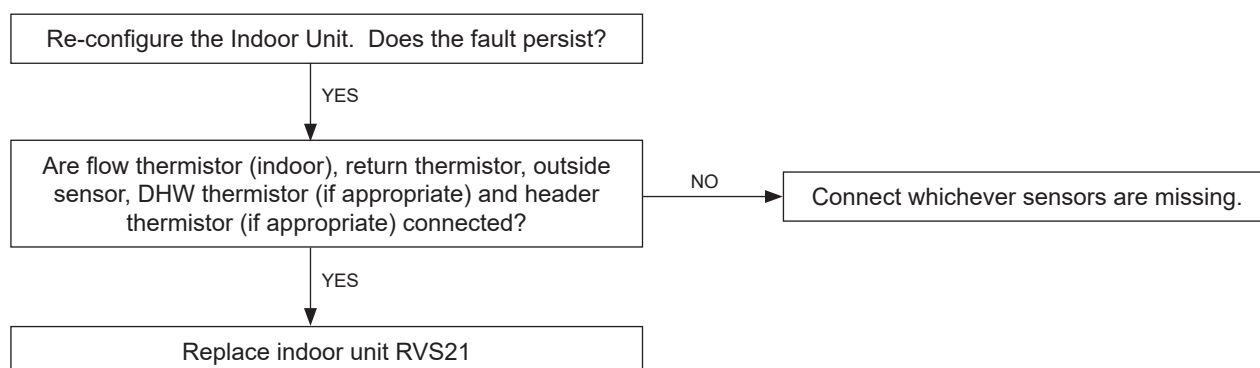 Re-configure the Indoor Unit.  Does the fault persist?
YES
Are flow thermistor (indoor), return thermistor, outside
sensor, DHW thermistor (if appropriate) and header
thermistor (if appropriate) connected?
NO
Connect whichever sensors are missing.
YES
Replace indoor unit RVS21